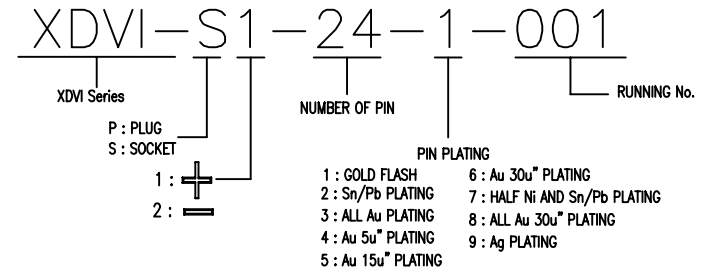 XDVI-S1-24-1-001
XDVI Series
RUNNING No.
NUMBER OF PIN
P : PLUG
S : SOCKET
1 :
2 :
PIN PLATING
1 : GOLD FLASH
2 : Sn/Pb PLATING
3 : ALL Au PLATING
4 : Au 5u" PLATING
5 : Au 15u" PLATING
6 : Au 30u" PLATING
7 : HALF Ni AND Sn/Pb PLATING
8 : ALL Au 30u" PLATING
9 : Ag PLATING